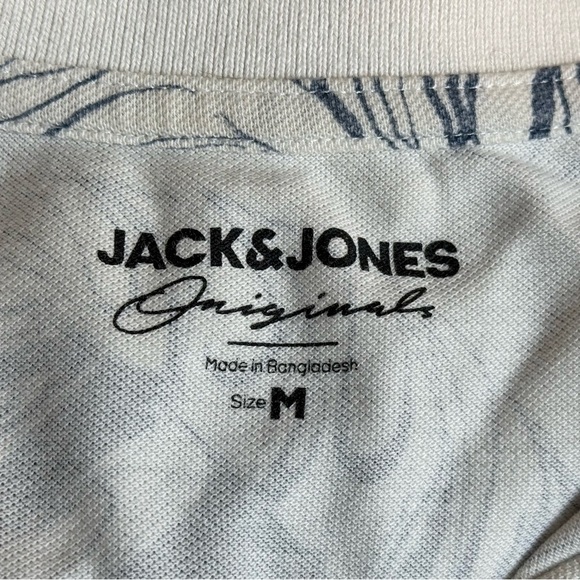 JACK&JONES
Originals
Made in Bangladesh
Size M